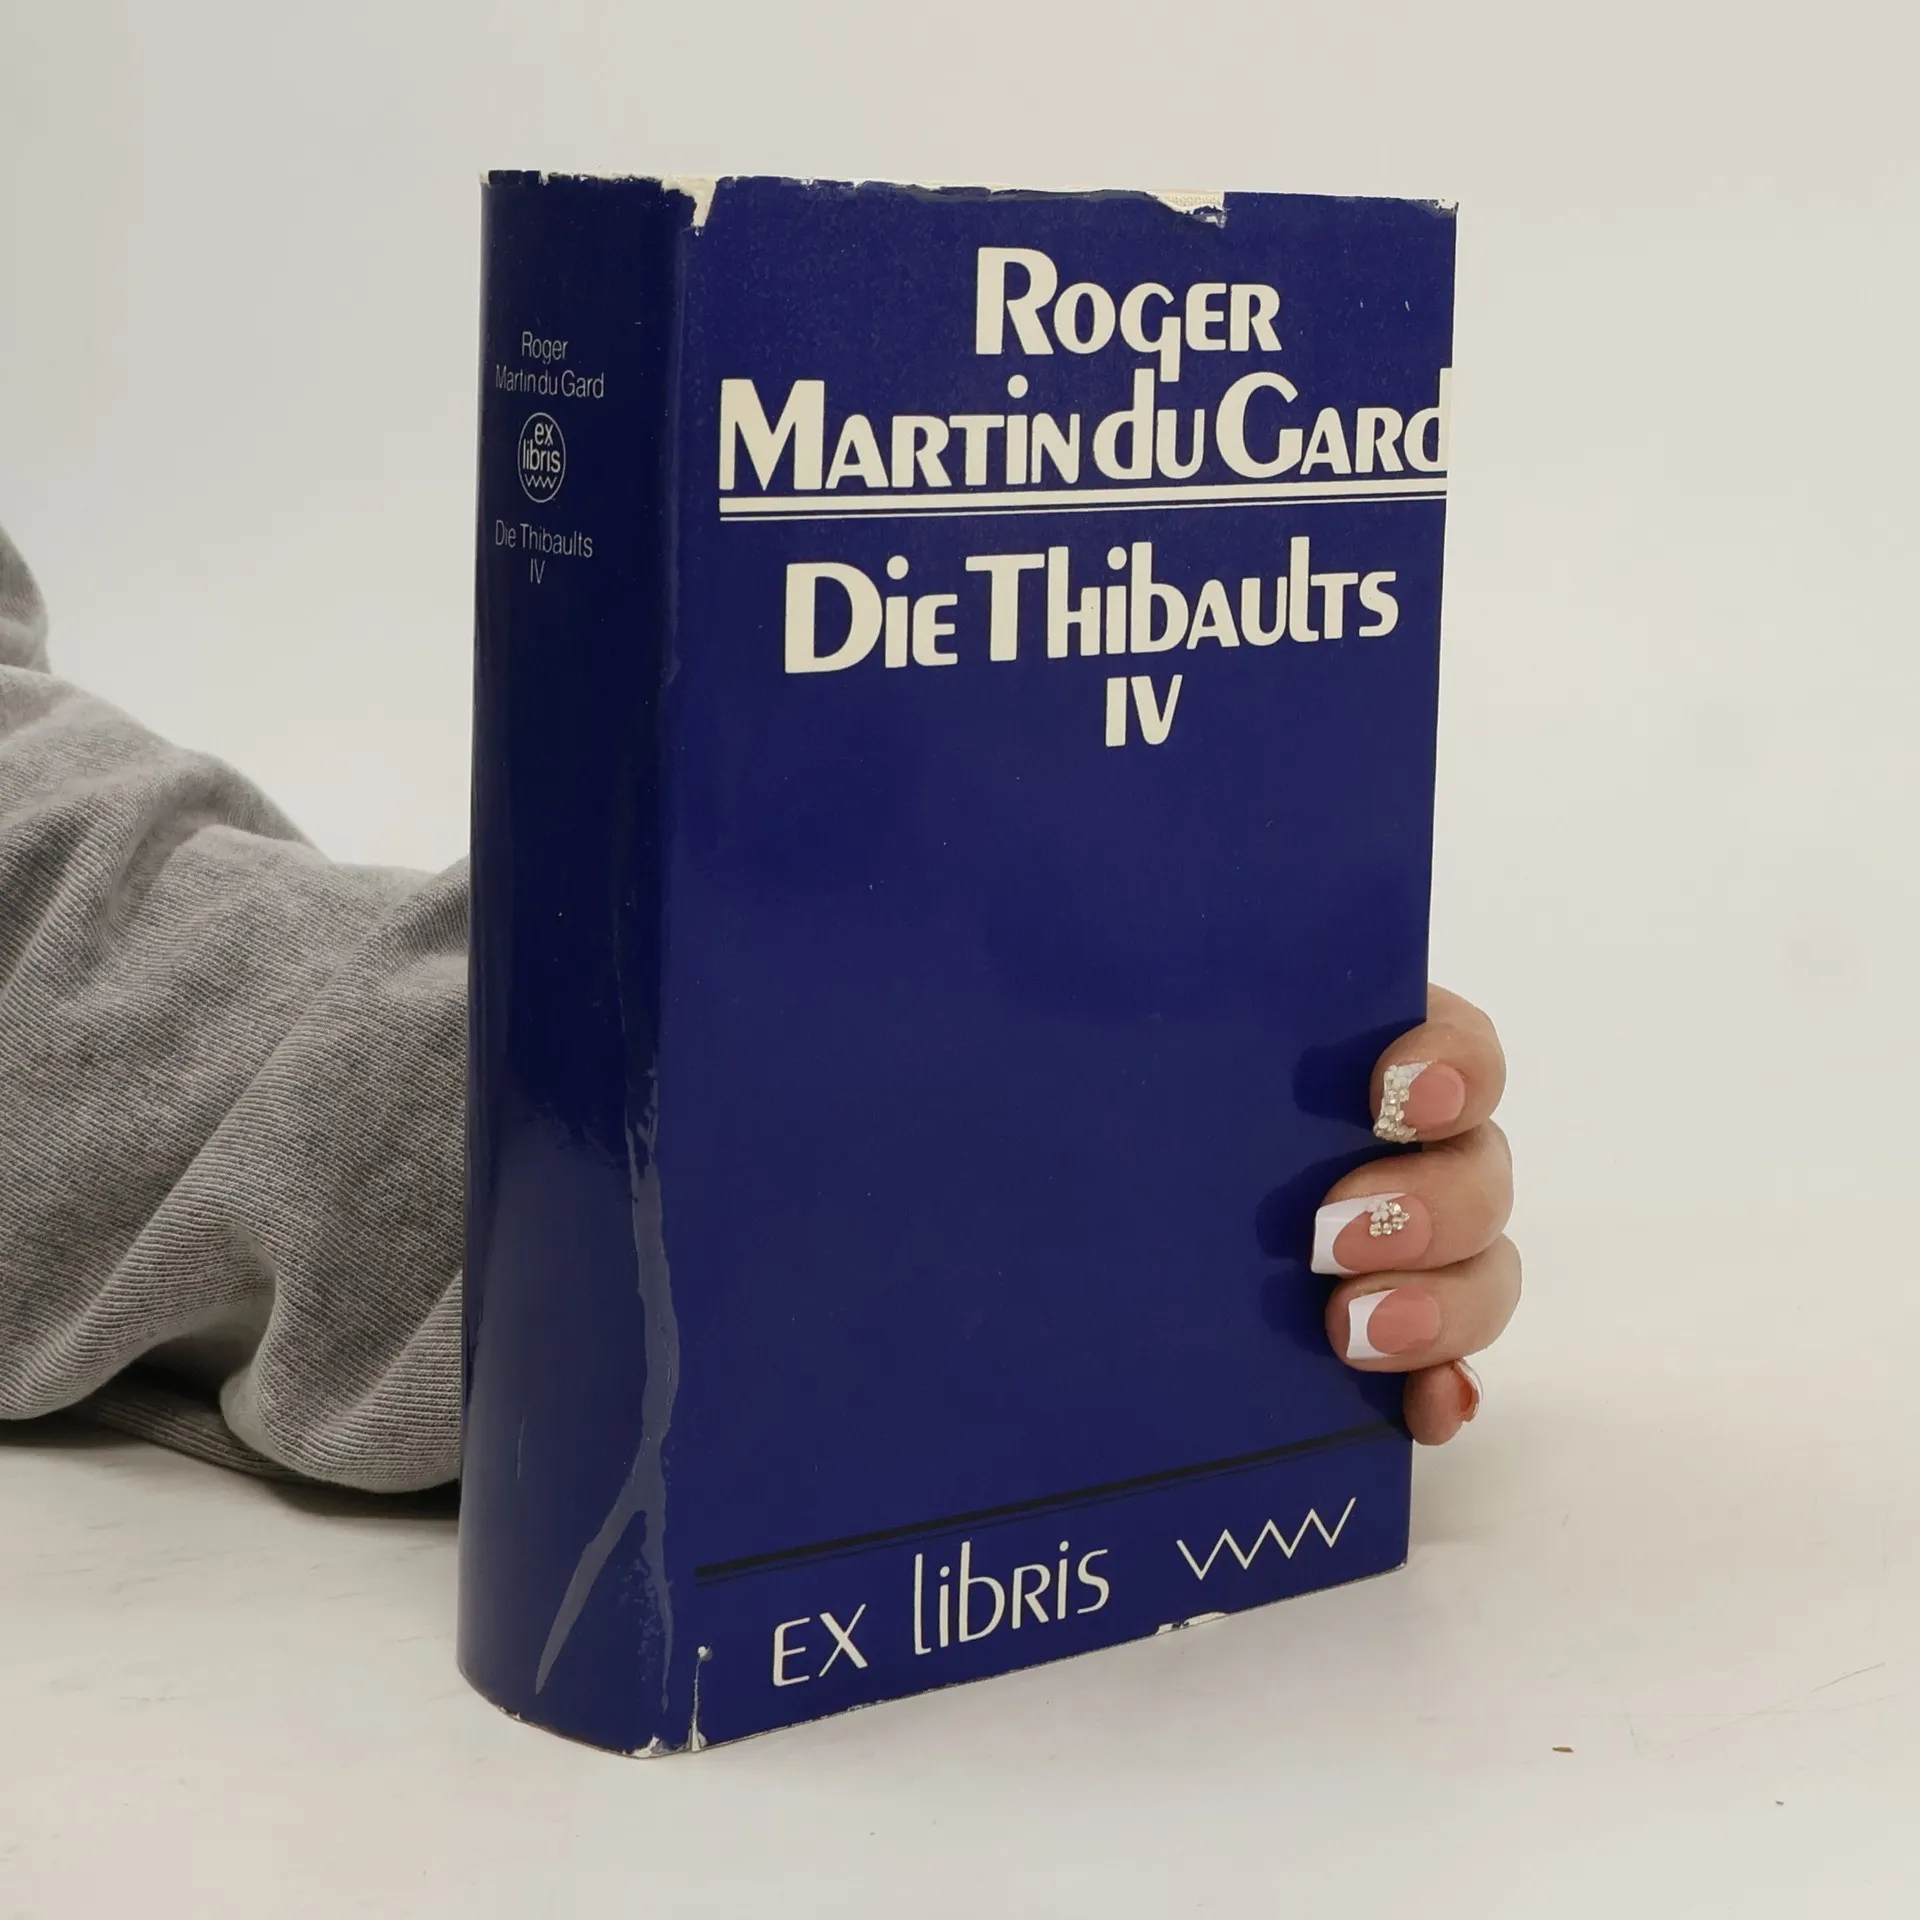 Roger
Martin du Gard
ex
libris
Die Thibaults
IV
Roger
Martin du Gard
Die Thibaults
IV
ex libris